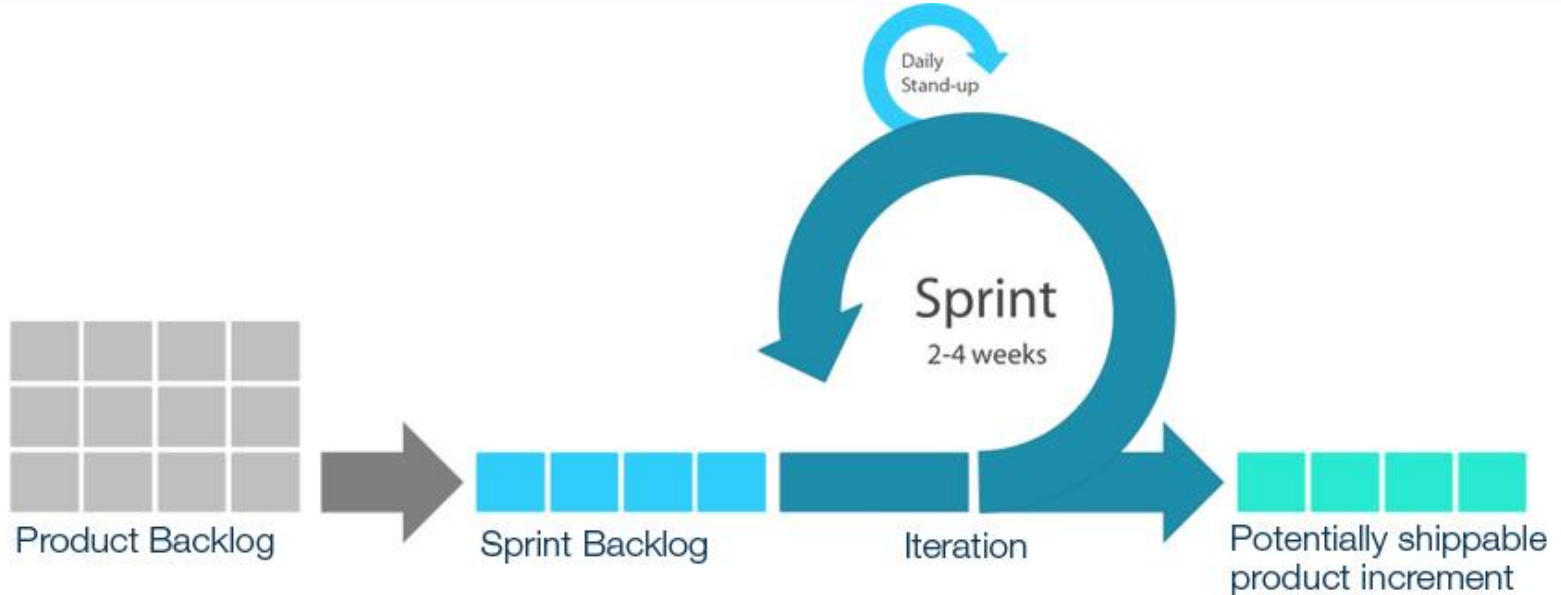 Daily
Stand-up
Sprint
2-4 weeks
Product Backlog
Sprint Backlog
Iteration
Potentially shippable
product increment